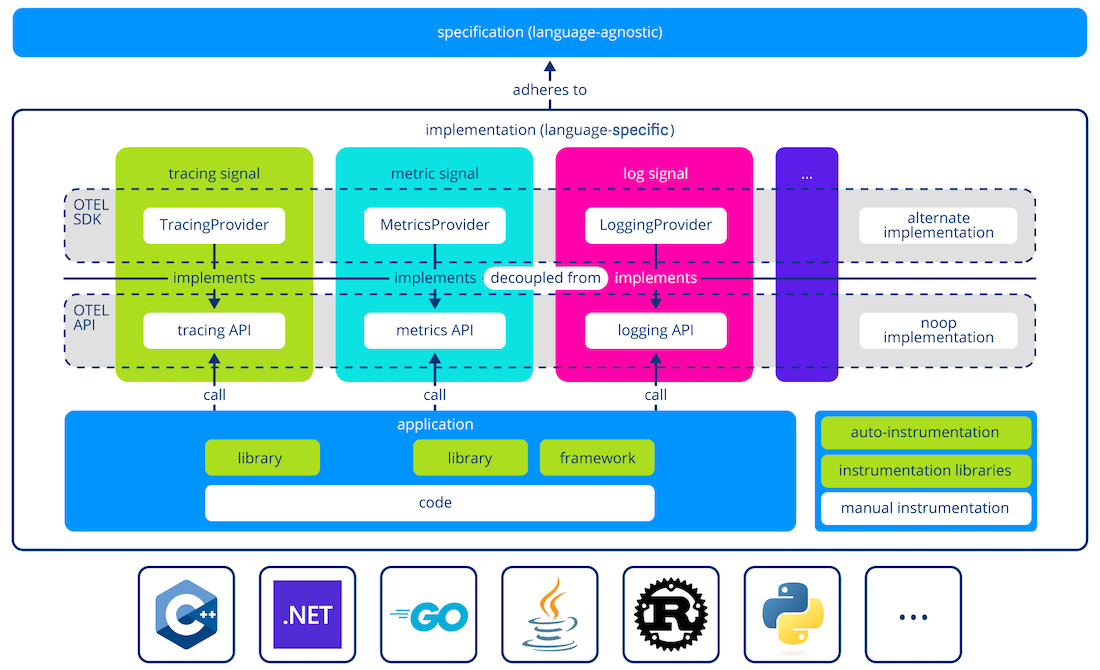 specification (language-agnostic)
adheres to
implementation (language-specific)
tracing signal
metric signal
log signal
...
OTEL
SDK
TracingProvider
MetricsProvider
LoggingProvider
alternate
implementation
implements
implements
decoupled from
implements
OTEL
API
tracing API
metrics API
logging API
noop
implementation
call
call
call
application
library
library
framework
code
auto-instrumentation
instrumentation libraries
manual instrumentation
C++
.NET
GO
R
...